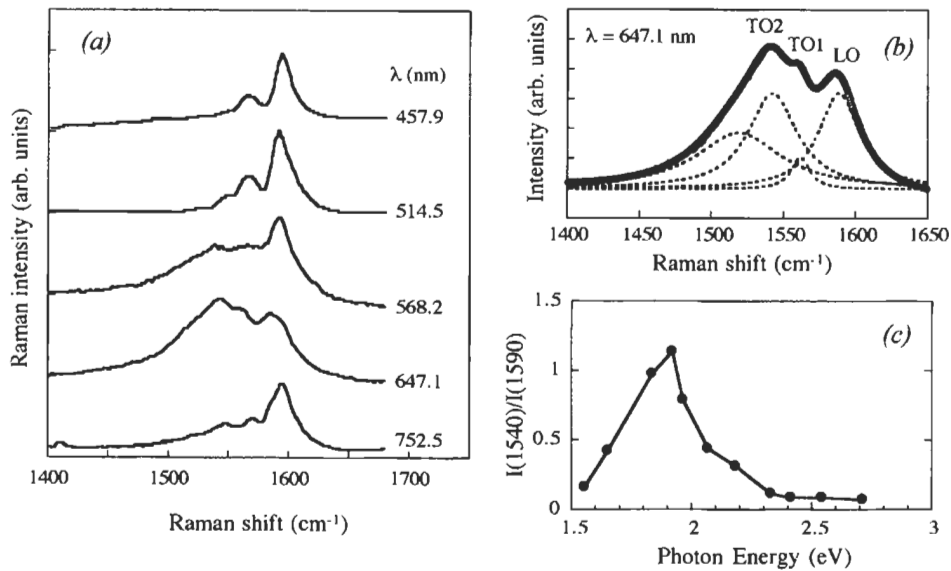 (a)
λ (nm)
457.9
514.5
568.2
647.1
752.5
Raman intensity (arb. units)
1400 1500 1600 1700
Raman shift (cm⁻¹)
(b)
λ = 647.1 nm
TO2
TO1
LO
Intensity (arb. units)
1400 1450 1500 1550 1600 1650
Raman shift (cm⁻¹)
(c)
I(1540)/I(1590)
1.5
1
0.5
0
1.5 2 2.5 3
Photon Energy (eV)